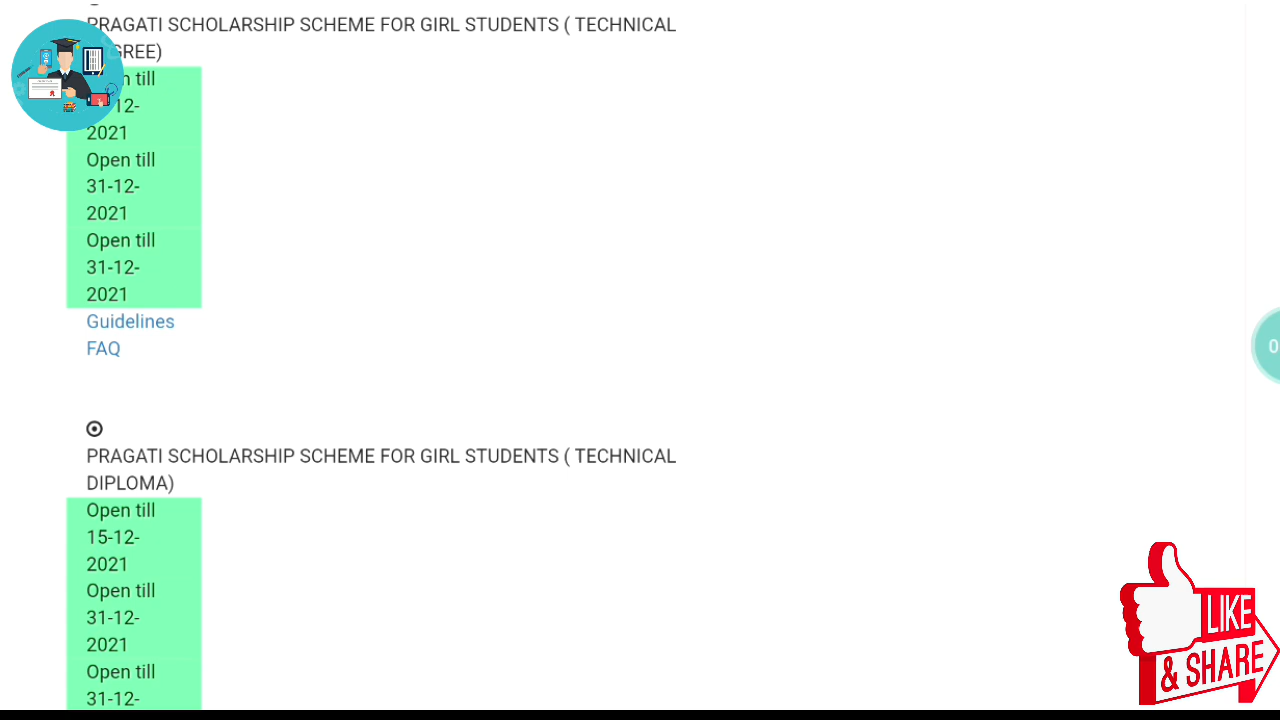 PRAGATI SCHOLARSHIP SCHEME FOR GIRL STUDENTS ( TECHNICAL
till
12-
2021
Open till
31-12-
2021
Open till
31-12-
2021
Guidelines
FAQ
PRAGATI SCHOLARSHIP SCHEME FOR GIRL STUDENTS ( TECHNICAL
DIPLOMA)
Open till
15-12-
2021
Open till
31-12-
2021
Open till
31-12-
LIKE
& SHARE
0